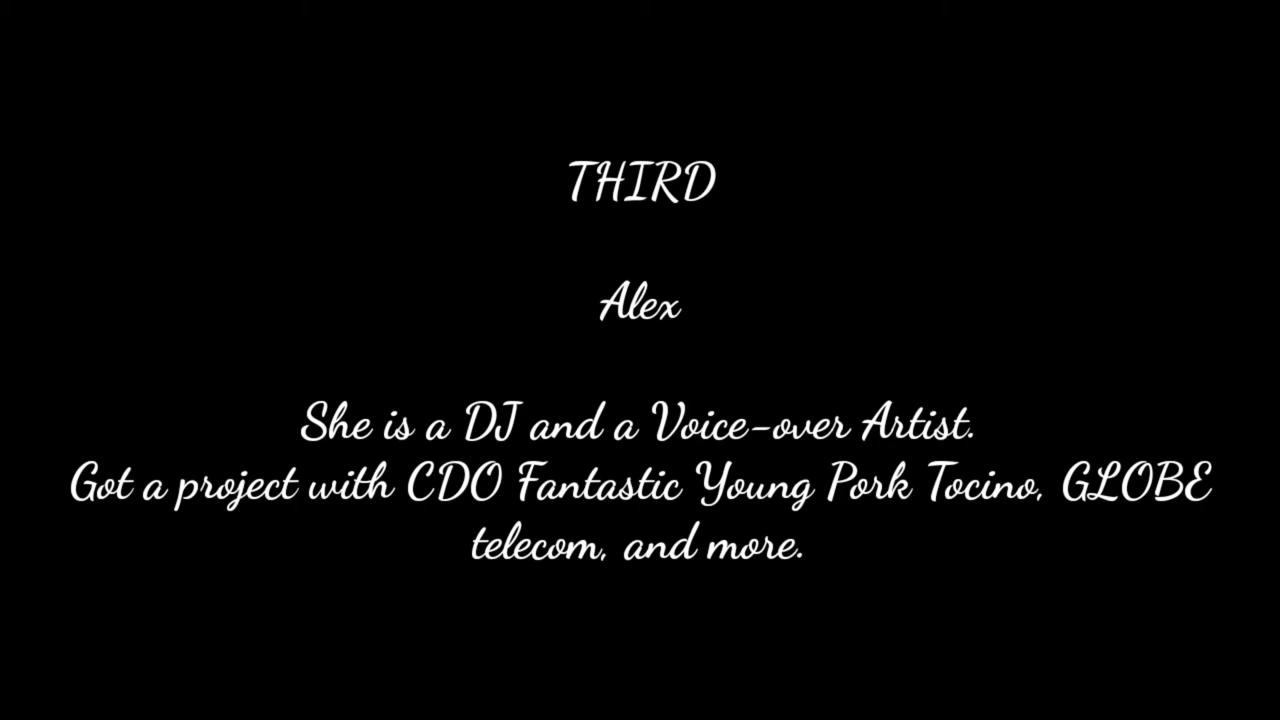 THIRD
Alex
She is a DJ and a Voice-over Artist.
Got a project with CDO Fantastic Young Pork Tocino, GLOBE
telecom, and more.